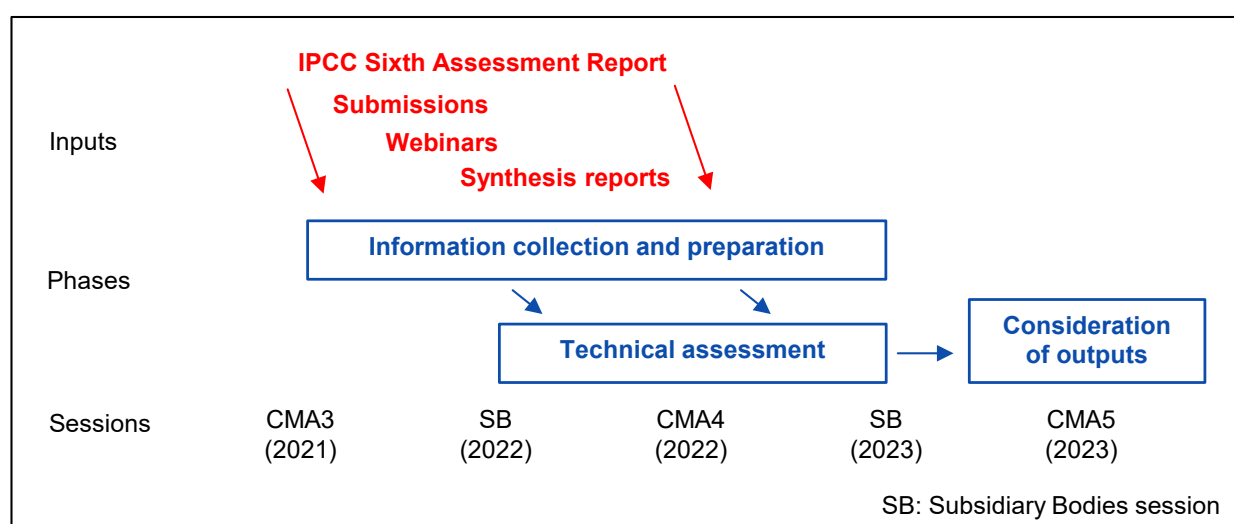 IPCC Sixth Assessment Report
Submissions
Inputs
Webinars
Synthesis reports
Information collection and preparation
Phases
Technical assessment
Consideration
of outputs
Sessions
CMA3
(2021)
SB
(2022)
CMA4
(2022)
SB
(2023)
CMA5
(2023)
SB: Subsidiary Bodies session